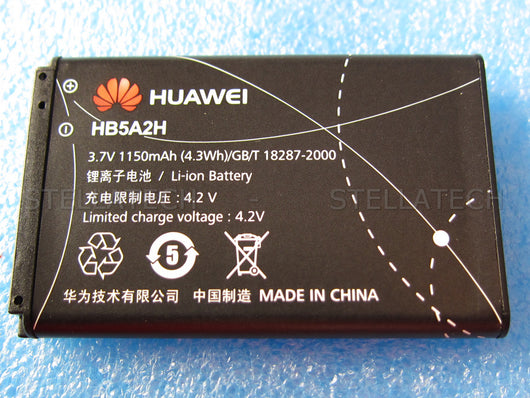 HUAWEI
HB5A2H
3.7V 1150mAh (4.3Wh)/GB/T 18287-2000
锂离子电池 / Li-ion Battery
充电限制电压: 4.2 V
STELLATECH - STELLATECH
Limited charge voltage : 4.2V
5
华为技术有限公司 中国制造 MADE IN CHINA